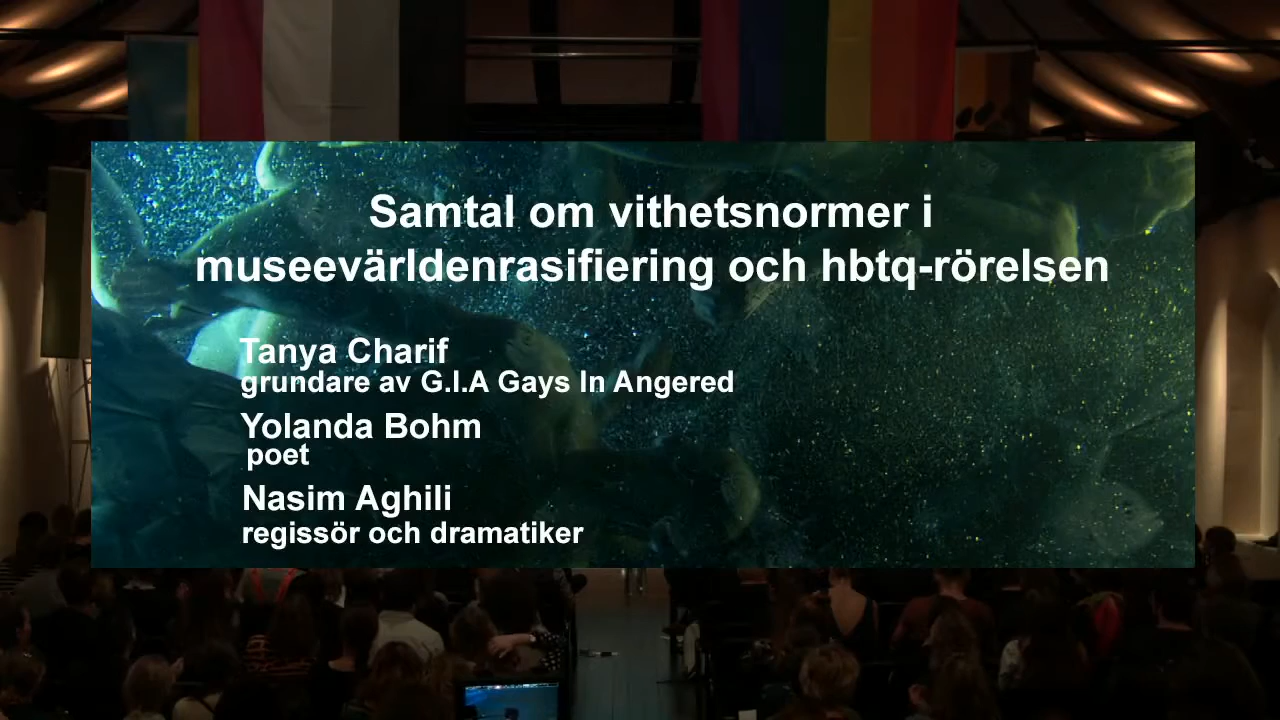 Samtal om vithetsnormer i
museevärldenrasifiering och hbtq-rörelsen
Tanya Charif
grundare av G.I.A Gays In Angered
Yolanda Bohm
poet
Nasim Aghili
regissör och dramatiker